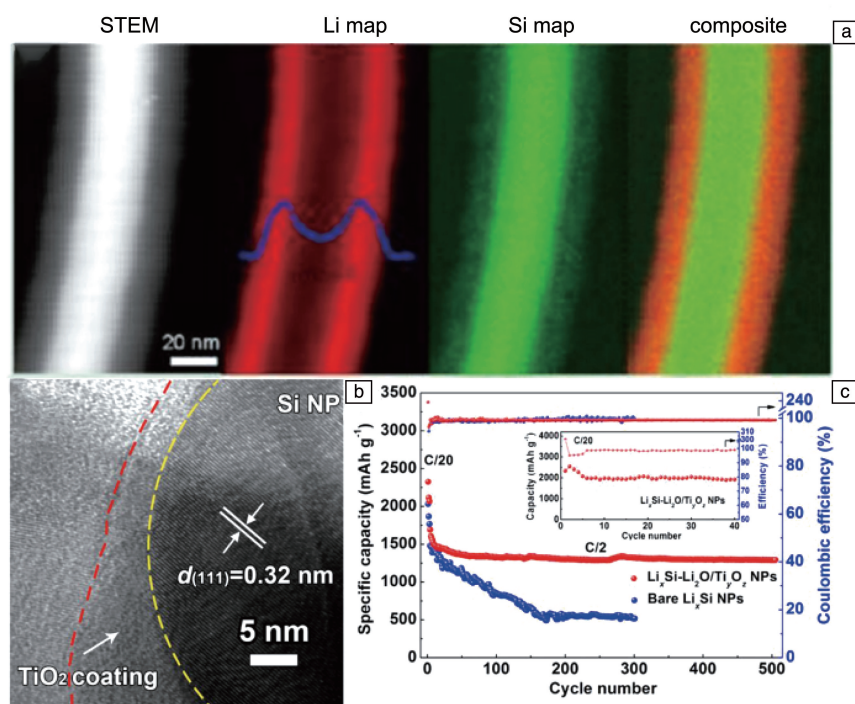 STEM Li map Si map composite
a
20 nm
b
Si NP
d(111)=0.32 nm
5 nm
TiO2 coating
c
Specific capacity (mAh g-1)
3500
3000
2500
2000
1500
1000
500
0
C/20
C/2
LixSi-Li2O/TiyOz NPs
Bare LixSi NPs
0 100 200 300 400 500
Cycle number
Coulombic efficiency (%)
240
100
80
60
40
20
0
Capacity (mAh g-1)
4000
3000
2000
1000
0
C/20
LixSi-Li2O/TiyOz NPs
0 10 20 30 40
Cycle number
Efficiency (%)
310
300
100
90
80
70
60
50